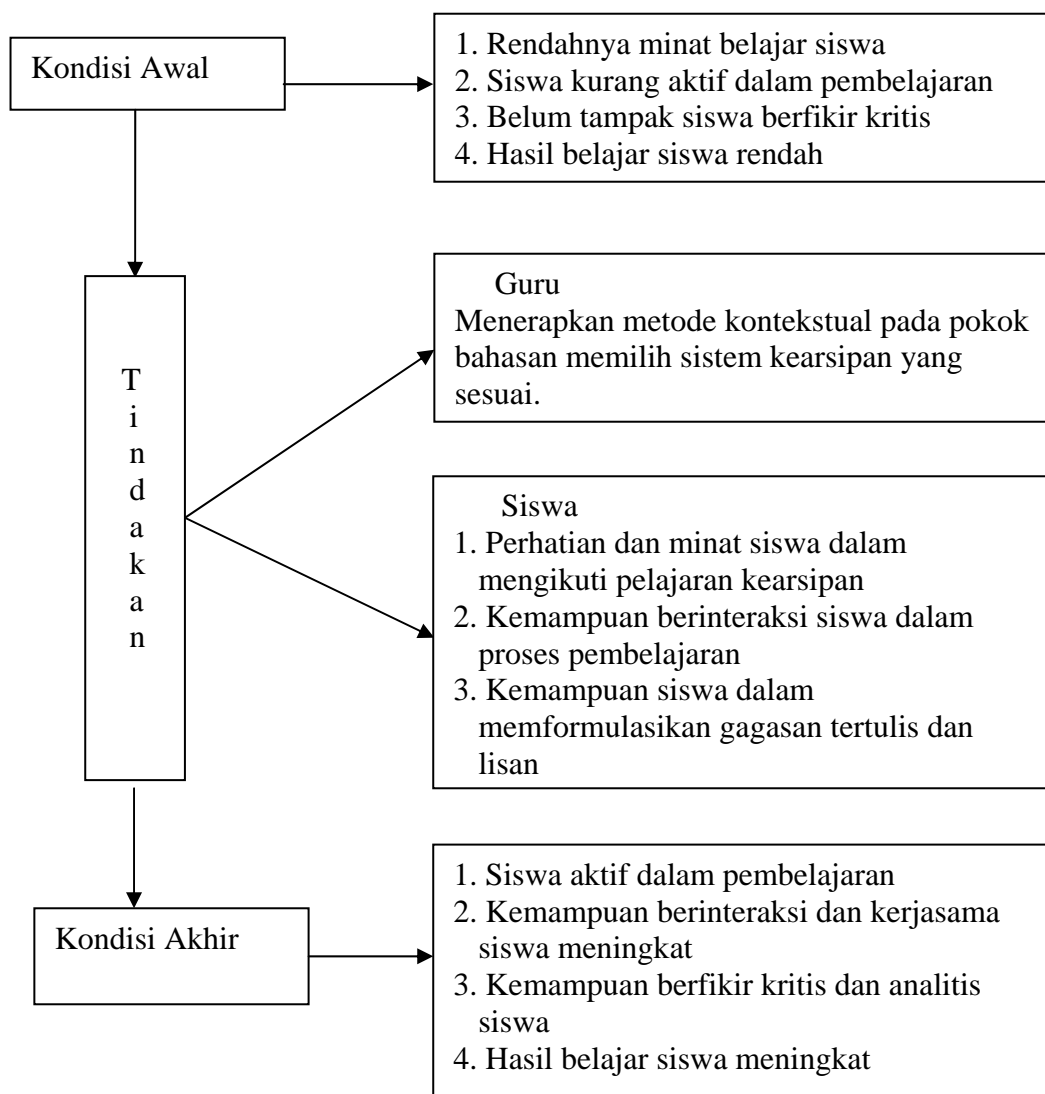 Kondisi Awal
1. Rendahnya minat belajar siswa
2. Siswa kurang aktif dalam pembelajaran
3. Belum tampak siswa berfikir kritis
4. Hasil belajar siswa rendah
T
i
n
d
a
k
a
n
Guru
Menerapkan metode kontekstual pada pokok
bahasan memilih sistem kearsipan yang
sesuai.
Siswa
1. Perhatian dan minat siswa dalam
mengikuti pelajaran kearsipan
2. Kemampuan berinteraksi siswa dalam
proses pembelajaran
3. Kemampuan siswa dalam
memformulasikan gagasan tertulis dan
lisan
Kondisi Akhir
1. Siswa aktif dalam pembelajaran
2. Kemampuan berinteraksi dan kerjasama
siswa meningkat
3. Kemampuan berfikir kritis dan analitis
siswa
4. Hasil belajar siswa meningkat